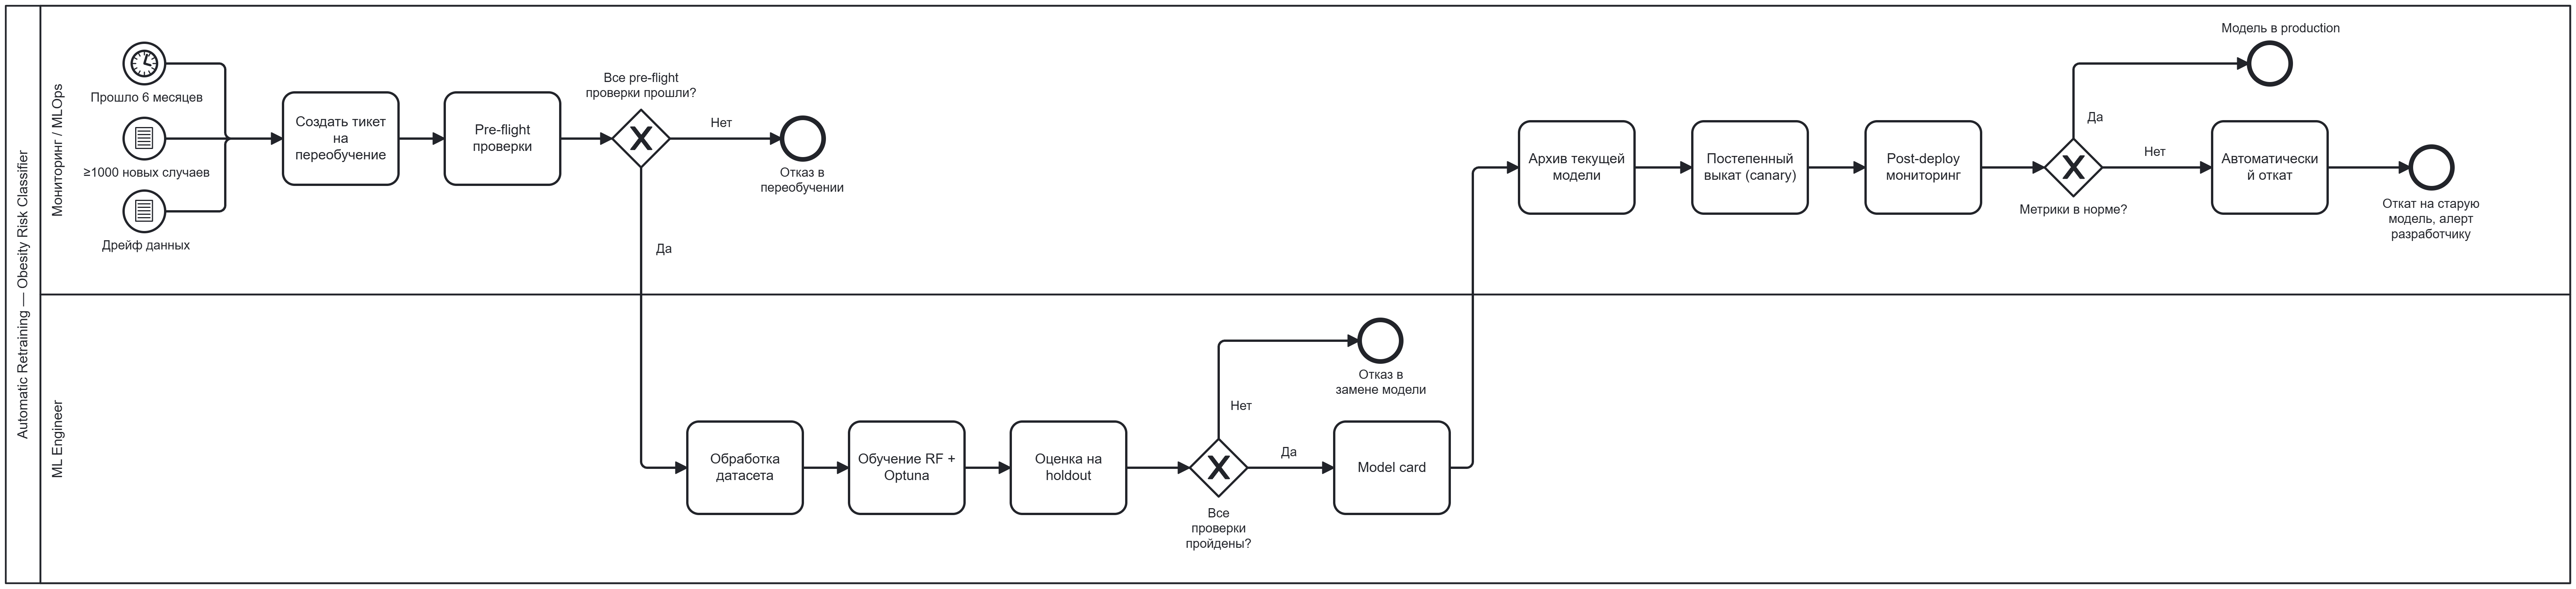 Automatic Retraining — Obesity Risk Classifier
Мониторинг / MLOps
Прошло 6 месяцев
≥1000 новых случаев
Дрейф данных
Создать тикет
на
переобучение
Pre-flight
проверки
Все pre-flight
проверки прошли?
Нет
Отказ в
переобучении
Да
Архив текущей
модели
Постепенный
выкат (canary)
Post-deploy
мониторинг
Метрики в норме?
Да
Модель в production
Нет
Автоматически
й откат
Откат на старую
модель, алерт
разработчику
ML Engineer
Обработка
датасета
Обучение RF +
Optuna
Оценка на
holdout
Все
проверки
пройдены?
Нет
Отказ в
замене модели
Да
Model card